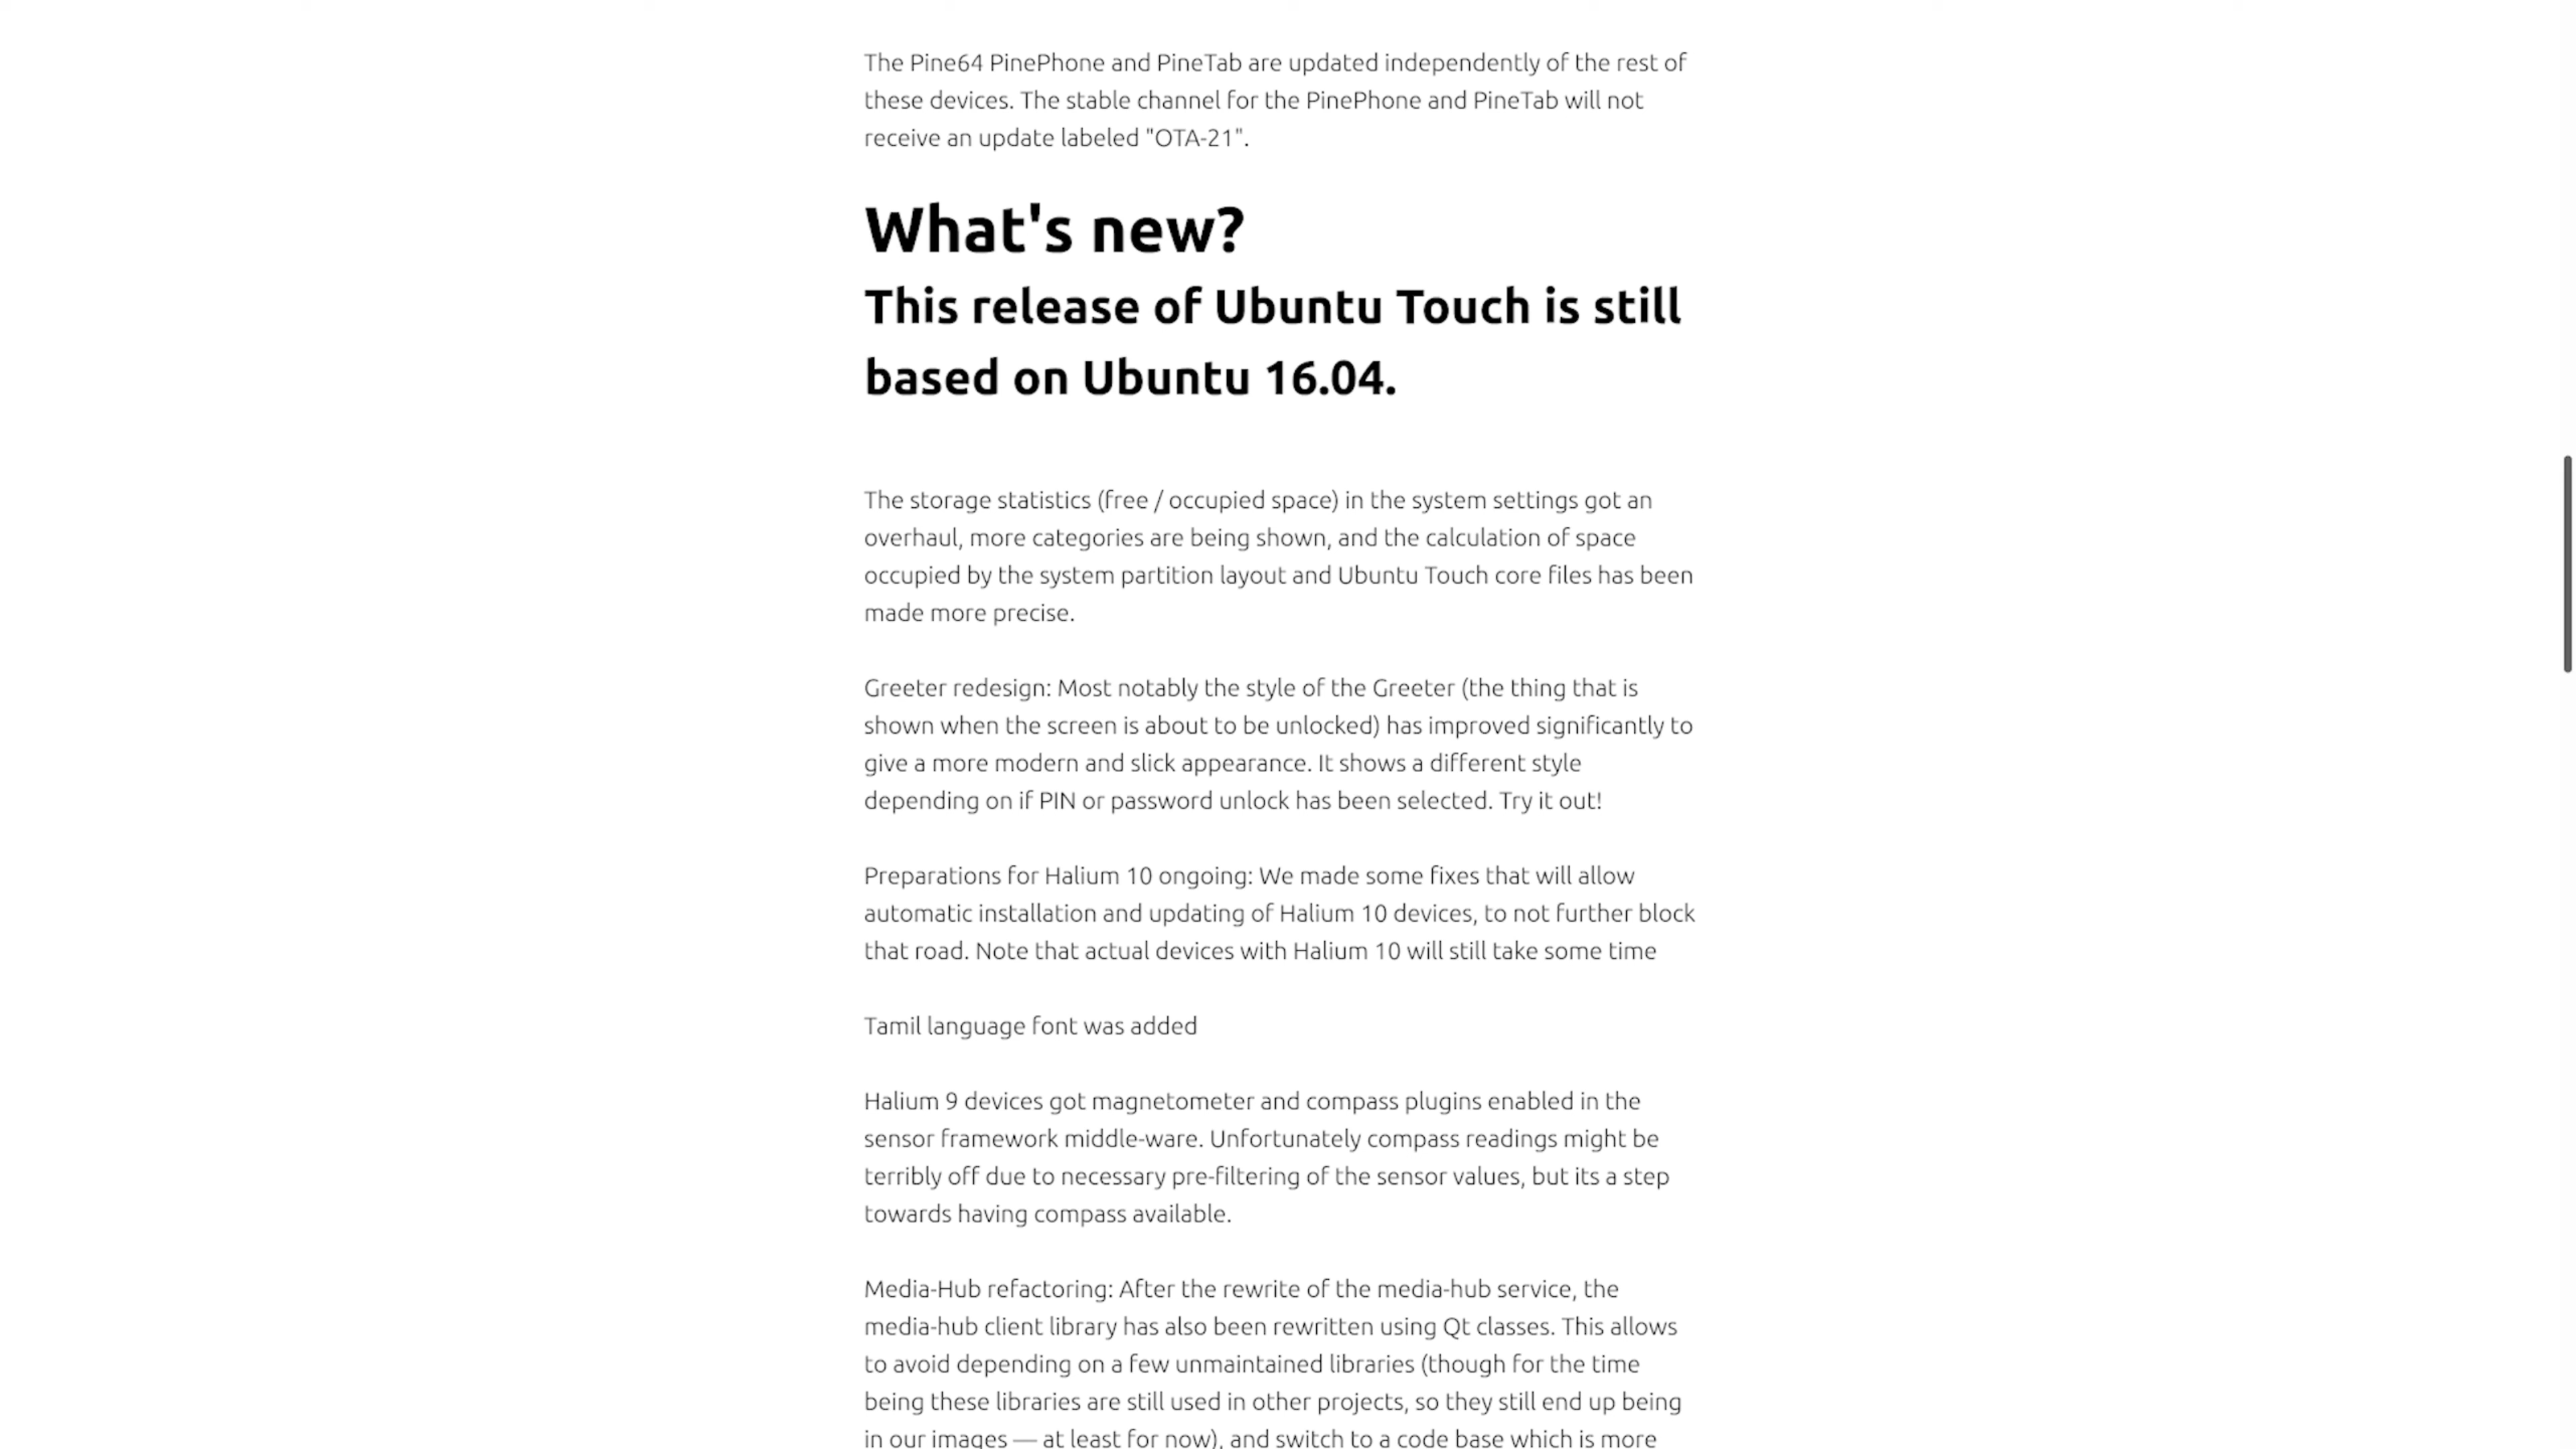 The Pine64 PinePhone and PineTab are updated independently of the rest of
these devices. The stable channel for the PinePhone and PineTab will not
receive an update labeled "OTA-21".
What's new?
This release of Ubuntu Touch is still
based on Ubuntu 16.04.
The storage statistics (free / occupied space) in the system settings got an
overhaul, more categories are being shown, and the calculation of space
occupied by the system partition layout and Ubuntu Touch core files has been
made more precise.
Greeter redesign: Most notably the style of the Greeter (the thing that is
shown when the screen is about to be unlocked) has improved significantly to
give a more modern and slick appearance. It shows a different style
depending on if PIN or password unlock has been selected. Try it out!
Preparations for Halium 10 ongoing: We made some fixes that will allow
automatic installation and updating of Halium 10 devices, to not further block
that road. Note that actual devices with Halium 10 will still take some time
Tamil language font was added
Halium 9 devices got magnetometer and compass plugins enabled in the
sensor framework middle-ware. Unfortunately compass readings might be
terribly off due to necessary pre-filtering of the sensor values, but its a step
towards having compass available.
Media-Hub refactoring: After the rewrite of the media-hub service, the
media-hub client library has also been rewritten using Qt classes. This allows
to avoid depending on a few unmaintained libraries (though for the time
being these libraries are still used in other projects, so they still end up being
in our images — at least for now), and switch to a code base which is more